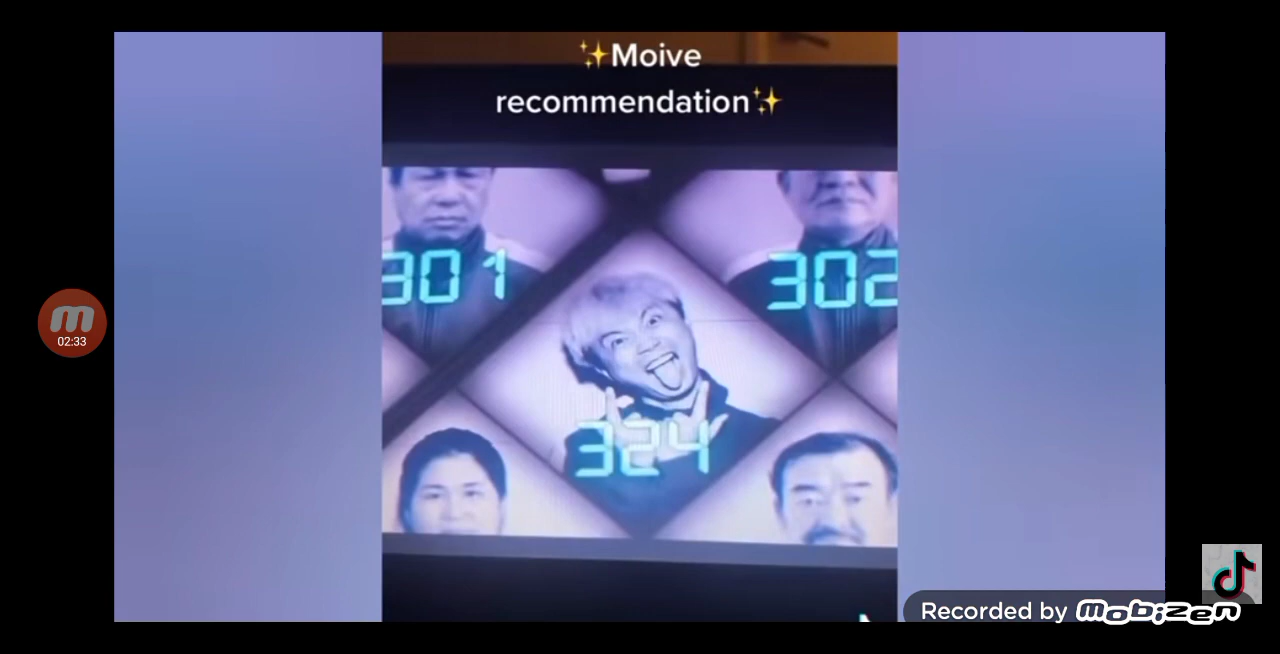 ✨Moive
recommendation✨
301
302
324
02:33
Recorded by mobizen